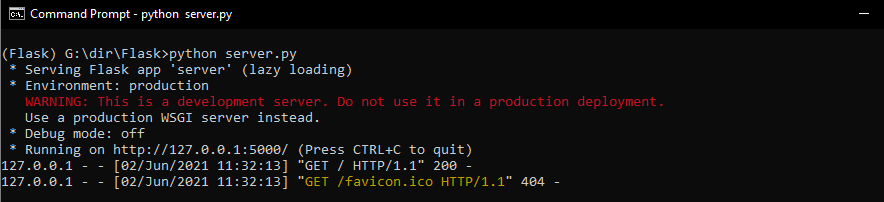 Command Prompt - python  server.py
(Flask) G:\dir\Flask>python server.py
 * Serving Flask app 'server' (lazy loading)
 * Environment: production
   WARNING: This is a development server. Do not use it in a production deployment.
   Use a production WSGI server instead.
 * Debug mode: off
 * Running on http://127.0.0.1:5000/ (Press CTRL+C to quit)
127.0.0.1 - - [02/Jun/2021 11:32:13] "GET / HTTP/1.1" 200 -
127.0.0.1 - - [02/Jun/2021 11:32:13] "GET /favicon.ico HTTP/1.1" 404 -